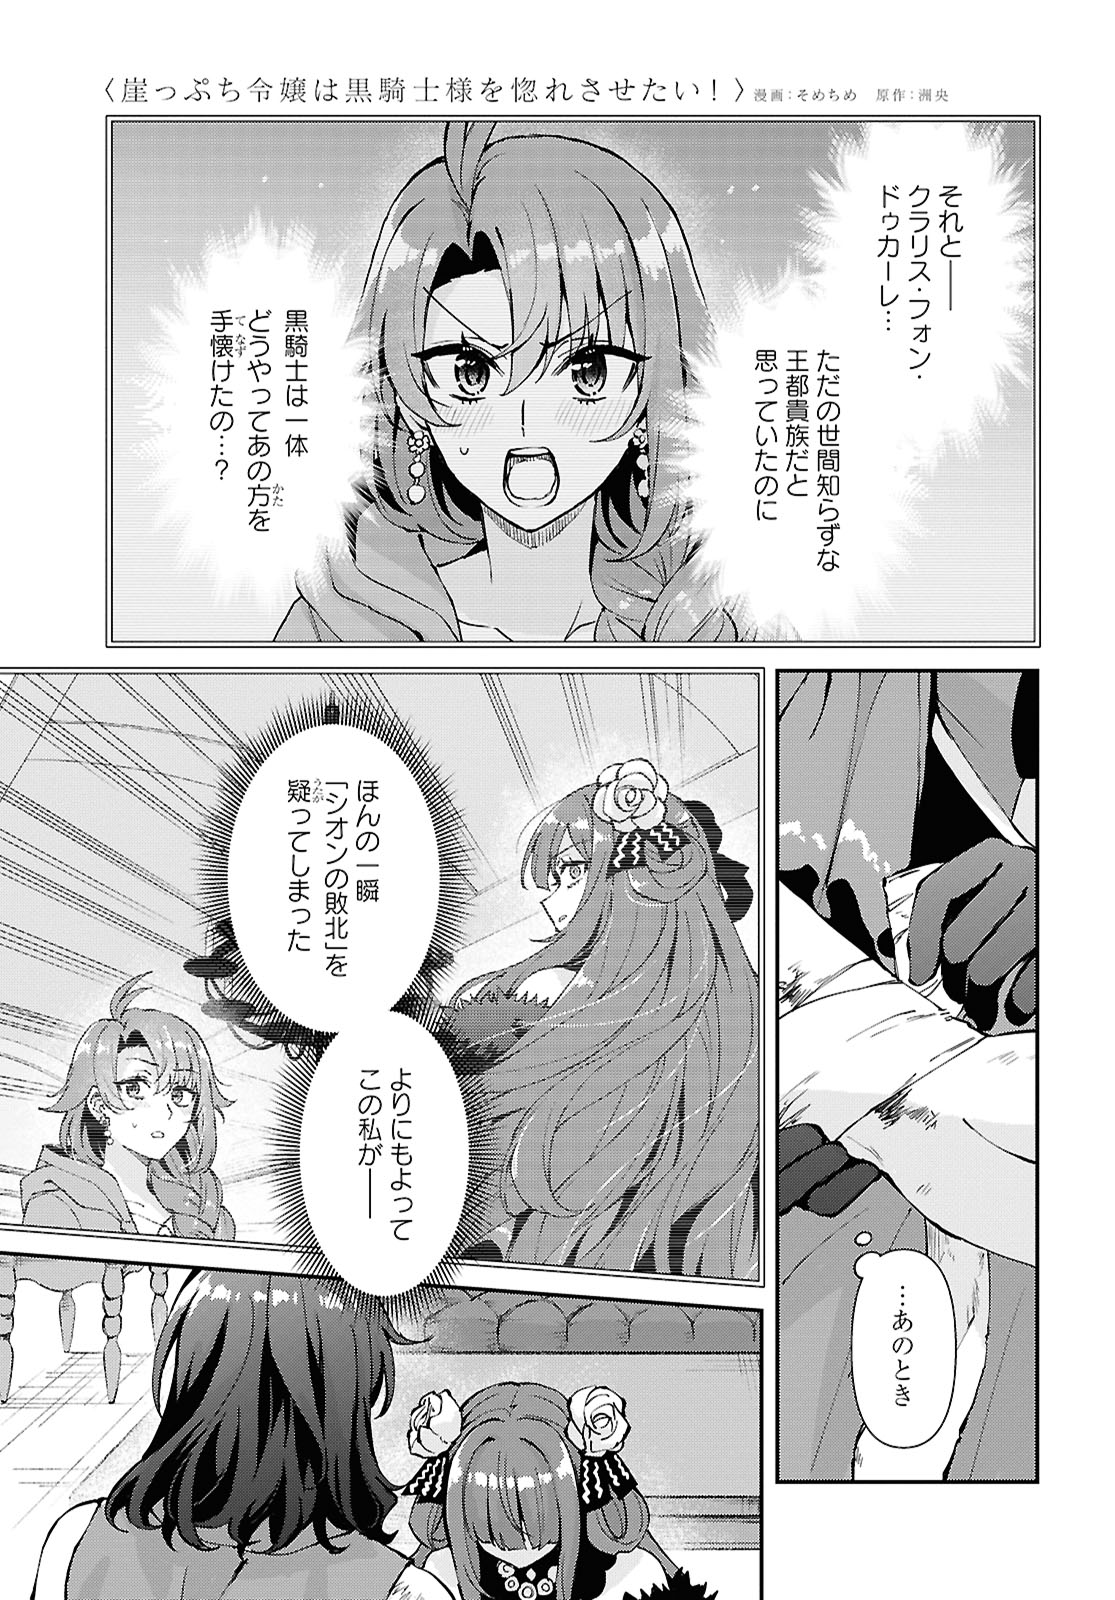 〈崖っぷち令嬢は黒騎士様を惚れさせたい！〉漫画：そめちめ 原作：洲央
それと――
クラリス・フォン・
ドゥカーレ…
ただの世間知らずな
王都貴族だと
思っていたのに
黒騎士は一体
どうやってあの方を
手懐けたの…？
…あのとき
ほんの一瞬
「シオンの敗北」を
疑ってしまった
よりにもよって
この私が――